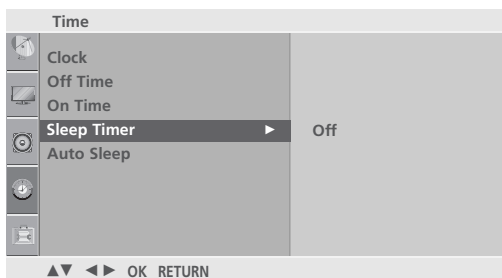 Time
Clock
Off Time
On Time
Sleep Timer ► Off
Auto Sleep
▲▼ ◄► OK RETURN